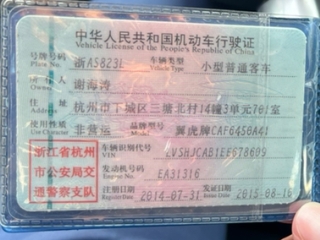 中华人民共和国机动车行驶证
Vehicle License of the People's Republic of China
号牌号码 浙A5823L 车辆类型 小型普通客车
Plate No. Vehicle Type
人 谢海涛
住 址 杭州市下城区三塘北村14幢3单元701室
Address
使用性质 非营运 品牌型号 翼虎牌CAF6450A41
Use Character
浙江省杭州
市公安局交
通警察支队
车辆识别代号 LVSHJCAB1EE678609
VIN
发动机号码 EA31316
Engine No.
注册日期 2014-07-31 发证日期 2015-08-10
Register Date Issue Date